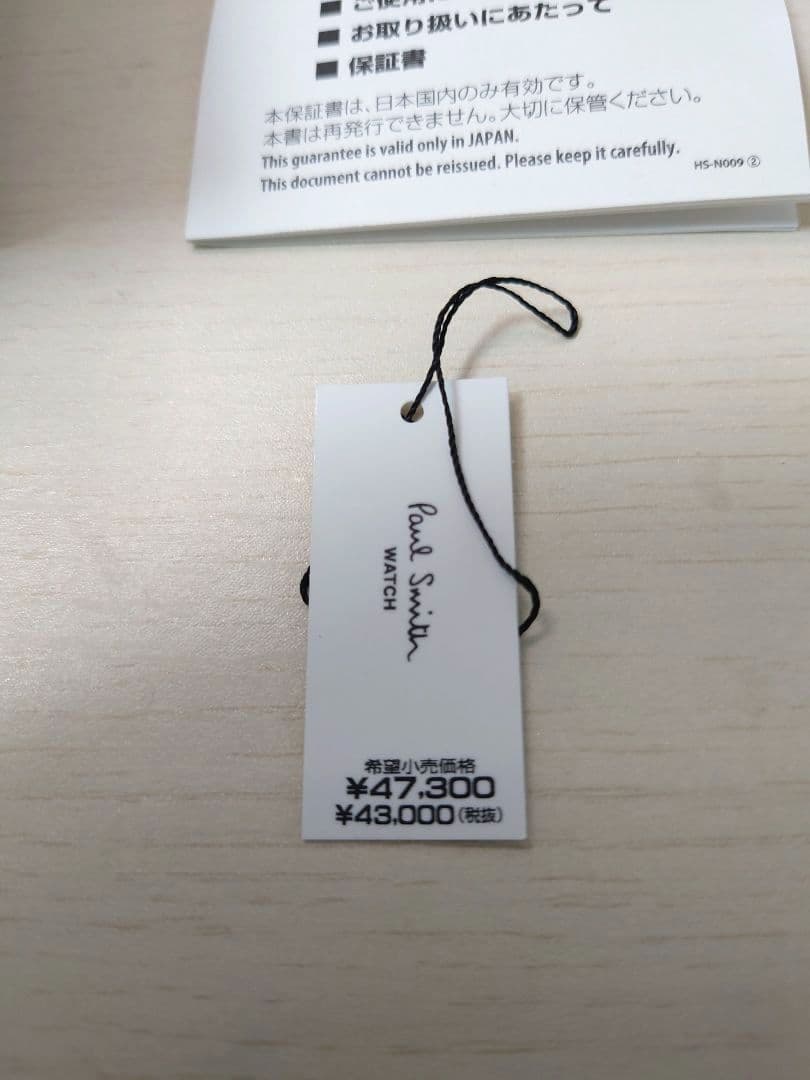 ■ ご使用に
■ お取り扱いにあたって
■ 保証書
本保証書は、日本国内のみ有効です。
本書は再発行できません。大切に保管ください。
This guarantee is valid only in JAPAN.
This document cannot be reissued. Please keep it carefully.
HS-N009 ②
Paul Smith
WATCH
希望小売価格
¥47,300
¥43,000(税抜)